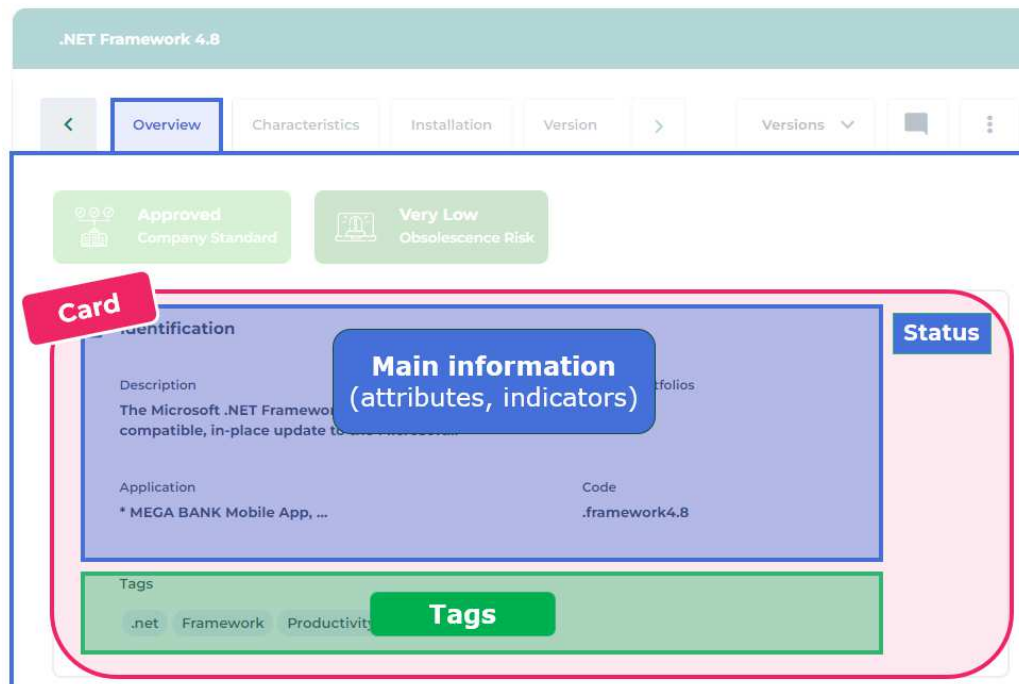 .NET Framework 4.8
Overview
Characteristics
Installation
Version
Versions
Approved
Company Standard
Very Low
Obsolescence Risk
Card
Identification
Status
Main information
(attributes, indicators)
Description
The Microsoft .NET
compatible, in-place update
Application
Code
* MEGA BANK Mobile App, ...
.framework4.8
Tags
.net
Framework
Productivity
Tags